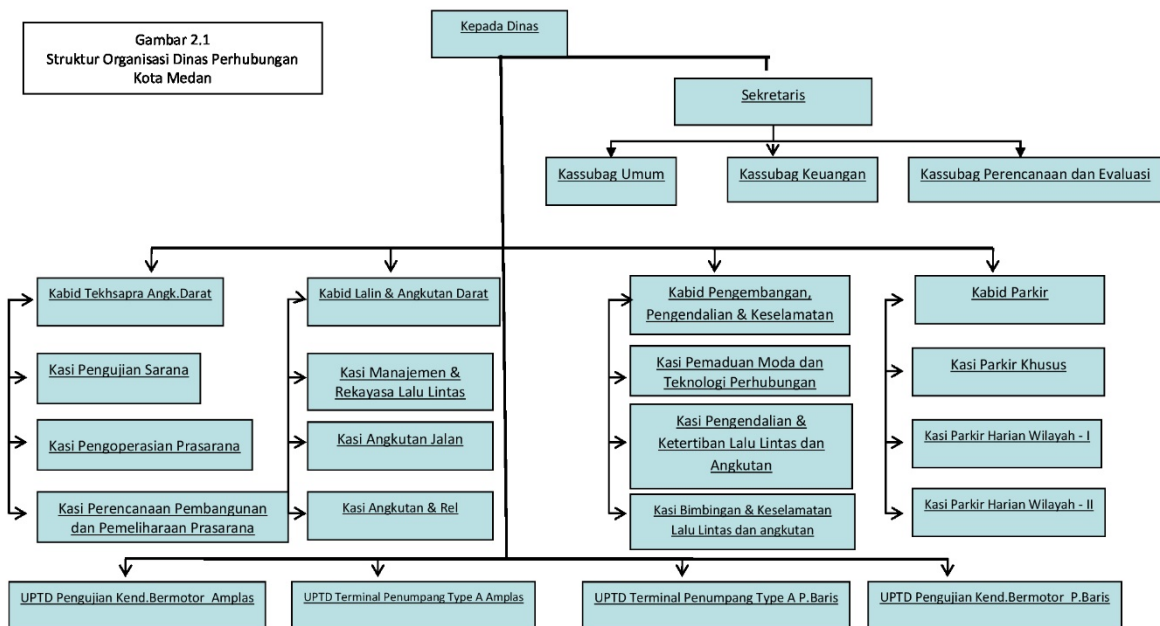 Gambar 2.1
Struktur Organisasi Dinas Perhubungan
Kota Medan
Kepada Dinas
Sekretaris
Kassubag Umum
Kassubag Keuangan
Kassubag Perencanaan dan Evaluasi
Kabid Tekhsapra Angk.Darat
Kasi Pengujian Sarana
Kasi Pengoperasian Prasarana
Kasi Perencanaan Pembangunan
dan Pemeliharaan Prasarana
Kabid Lalin & Angkutan Darat
Kasi Manajemen &
Rekayasa Lalu Lintas
Kasi Angkutan Jalan
Kasi Angkutan & Rel
Kabid Pengembangan,
Pengendalian & Keselamatan
Kasi Pemaduan Moda dan
Teknologi Perhubungan
Kasi Pengendalian &
Ketertiban Lalu Lintas dan
Angkutan
Kasi Bimbingan & Keselamatan
Lalu Lintas dan angkutan
Kabid Parkir
Kasi Parkir Khusus
Kasi Parkir Harian Wilayah - I
Kasi Parkir Harian Wilayah - II
UPTD Pengujian Kend.Bermotor Amplas
UPTD Terminal Penumpang Type A Amplas
UPTD Terminal Penumpang Type A P.Baris
UPTD Pengujian Kend.Bermotor P.Baris